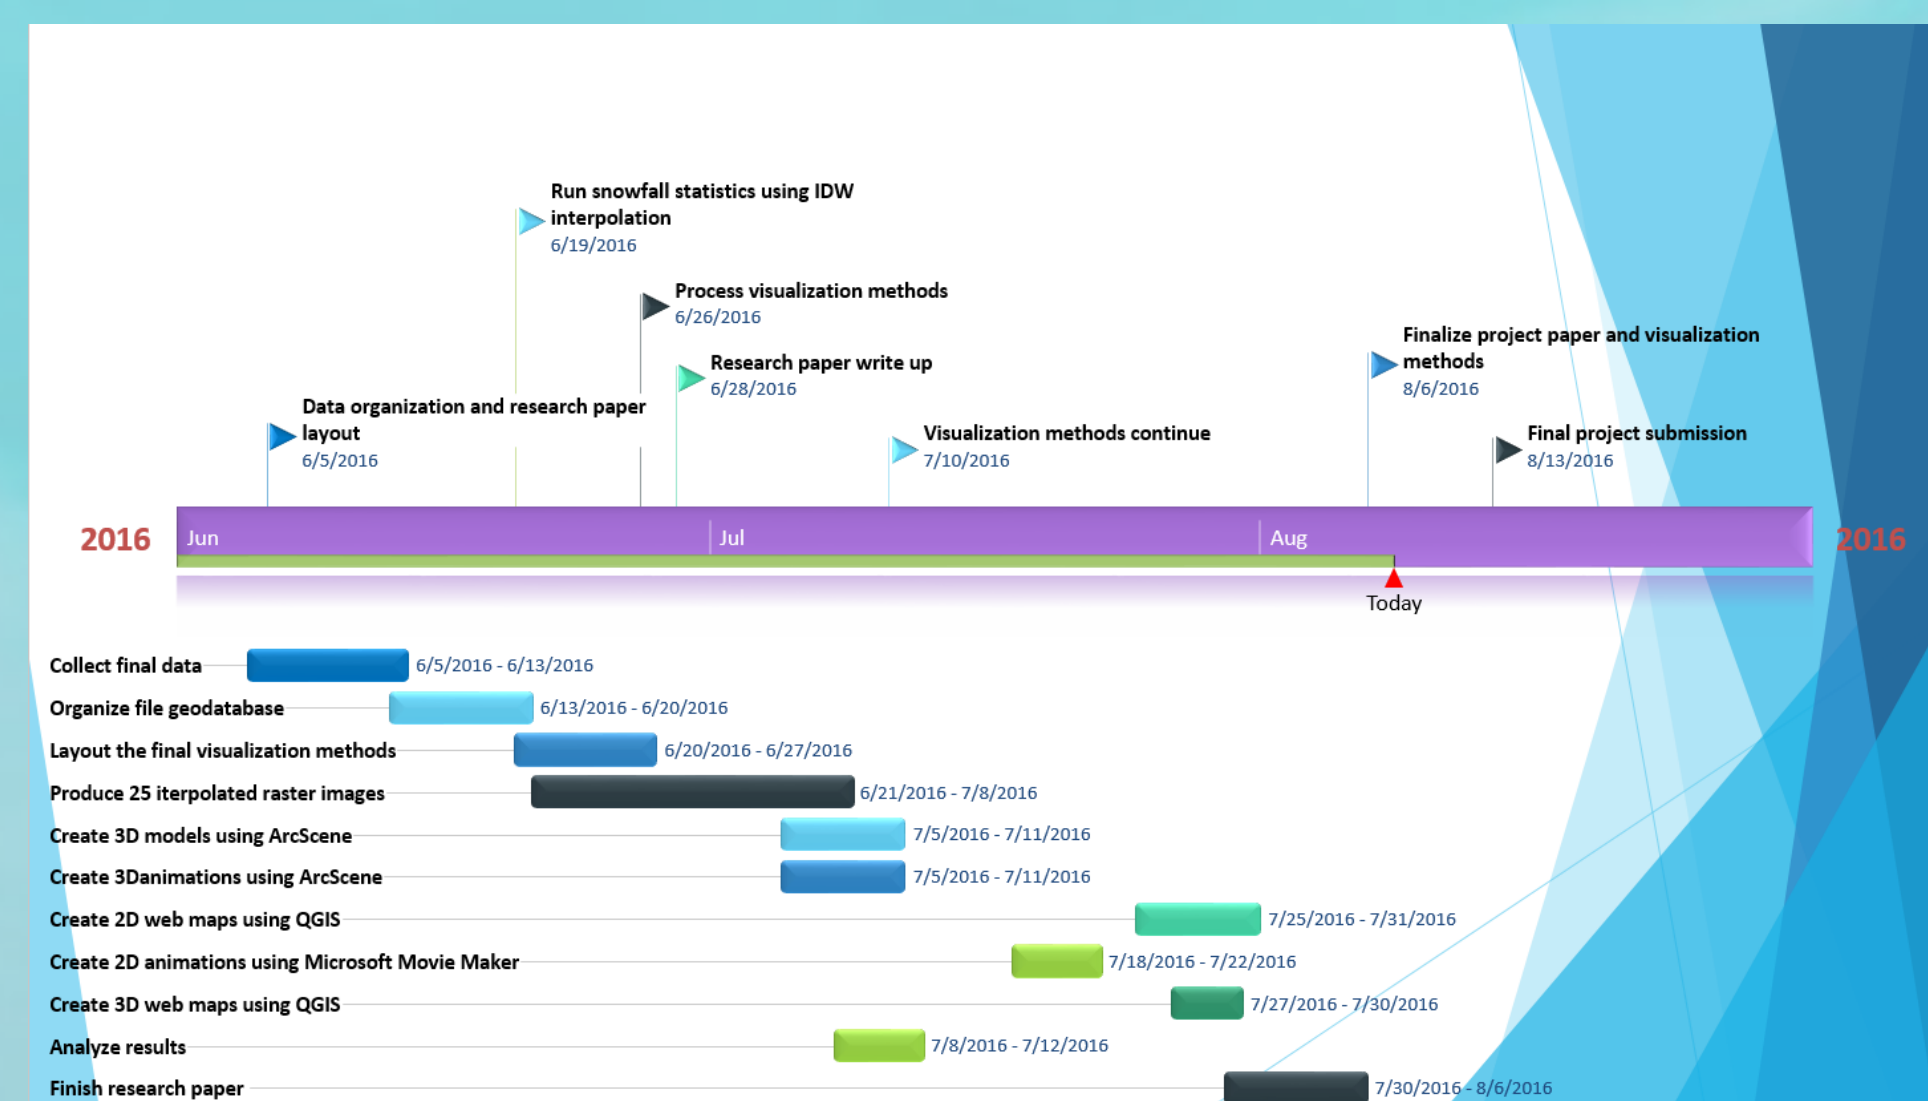 Run snowfall statistics using IDW
interpolation
6/19/2016
Process visualization methods
6/26/2016
Research paper write up
6/28/2016
Finalize project paper and visualization
methods
8/6/2016
Data organization and research paper
layout
6/5/2016
Visualization methods continue
7/10/2016
Final project submission
8/13/2016
2016 Jun Jul Aug 2016
Today
Collect final data 6/5/2016 - 6/13/2016
Organize file geodatabase 6/13/2016 - 6/20/2016
Layout the final visualization methods 6/20/2016 - 6/27/2016
Produce 25 iterpolated raster images 6/21/2016 - 7/8/2016
Create 3D models using ArcScene 7/5/2016 - 7/11/2016
Create 3Danimations using ArcScene 7/5/2016 - 7/11/2016
Create 2D web maps using QGIS 7/25/2016 - 7/31/2016
Create 2D animations using Microsoft Movie Maker 7/18/2016 - 7/22/2016
Create 3D web maps using QGIS 7/27/2016 - 7/30/2016
Analyze results 7/8/2016 - 7/12/2016
Finish research paper 7/30/2016 - 8/6/2016